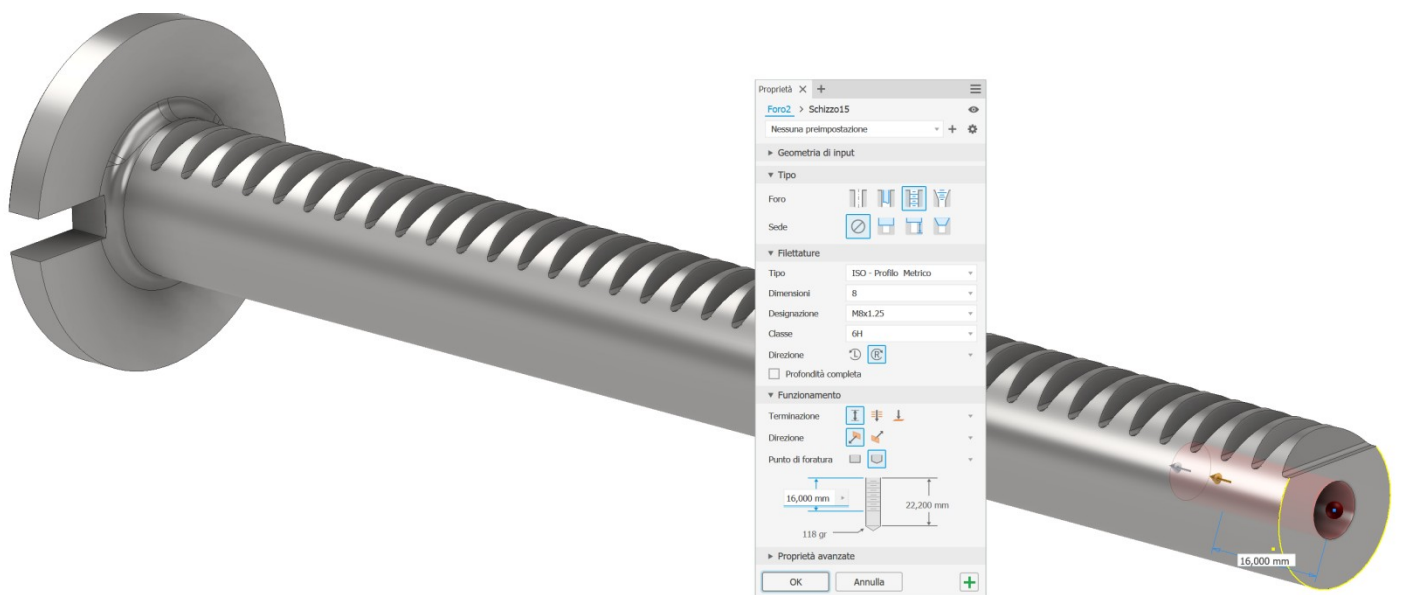 Proprietà
Foro2 > Schizzo15
Nessuna preimpostazione
Geometria di input
Tipo
Foro
Sede
Filettature
Tipo ISO - Profilo Metrico
Dimensioni 8
Designazione M8x1.25
Classe 6H
Direzione L R
Profondità completa
Funzionamento
Terminazione
Direzione
Punto di foratura
16,000 mm 22,200 mm
118 gr
Proprietà avanzate
OK Annulla
16,000 mm